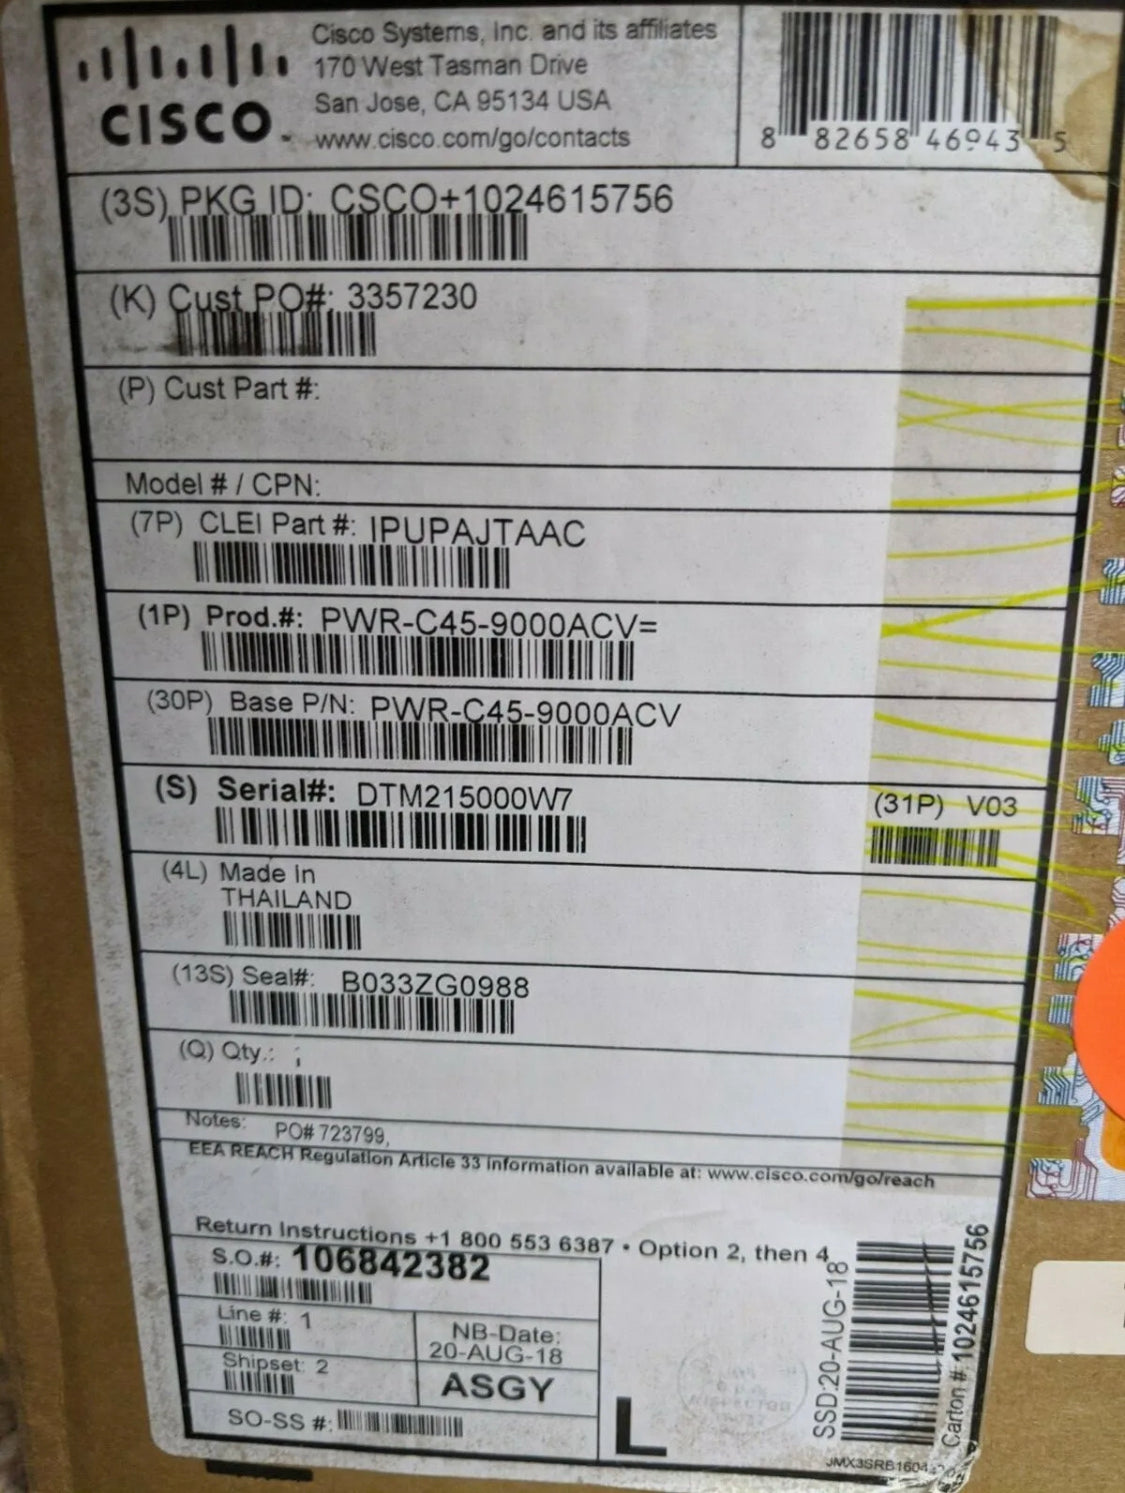 CISCO
Cisco Systems, Inc. and its affiliates
170 West Tasman Drive
San Jose, CA 95134 USA
www.cisco.com/go/contacts
8 82658 46943 5
(3S) PKG ID: CSCO+1024615756
(K) Cust PO#: 3357230
(P) Cust Part #:
Model # / CPN:
(7P) CLEI Part #: IPUPAJTAAC
(1P) Prod.#: PWR-C45-9000ACV=
(30P) Base P/N: PWR-C45-9000ACV
(S) Serial#: DTM215000W7
(31P) V03
(4L) Made In
THAILAND
(13S) Seal#: B033ZG0988
(Q) Qty.:
Notes: PO# 723799,
EEA REACH Regulation Article 33 information available at: www.cisco.com/go/reach
Return Instructions +1 800 553 6387 • Option 2, then 4
S.O.#: 106842382
Line #: 1
NB-Date:
20-AUG-18
Shipset: 2
ASGY
SO-SS #:
L
SSD:20-AUG-18
Carton #:1024615756